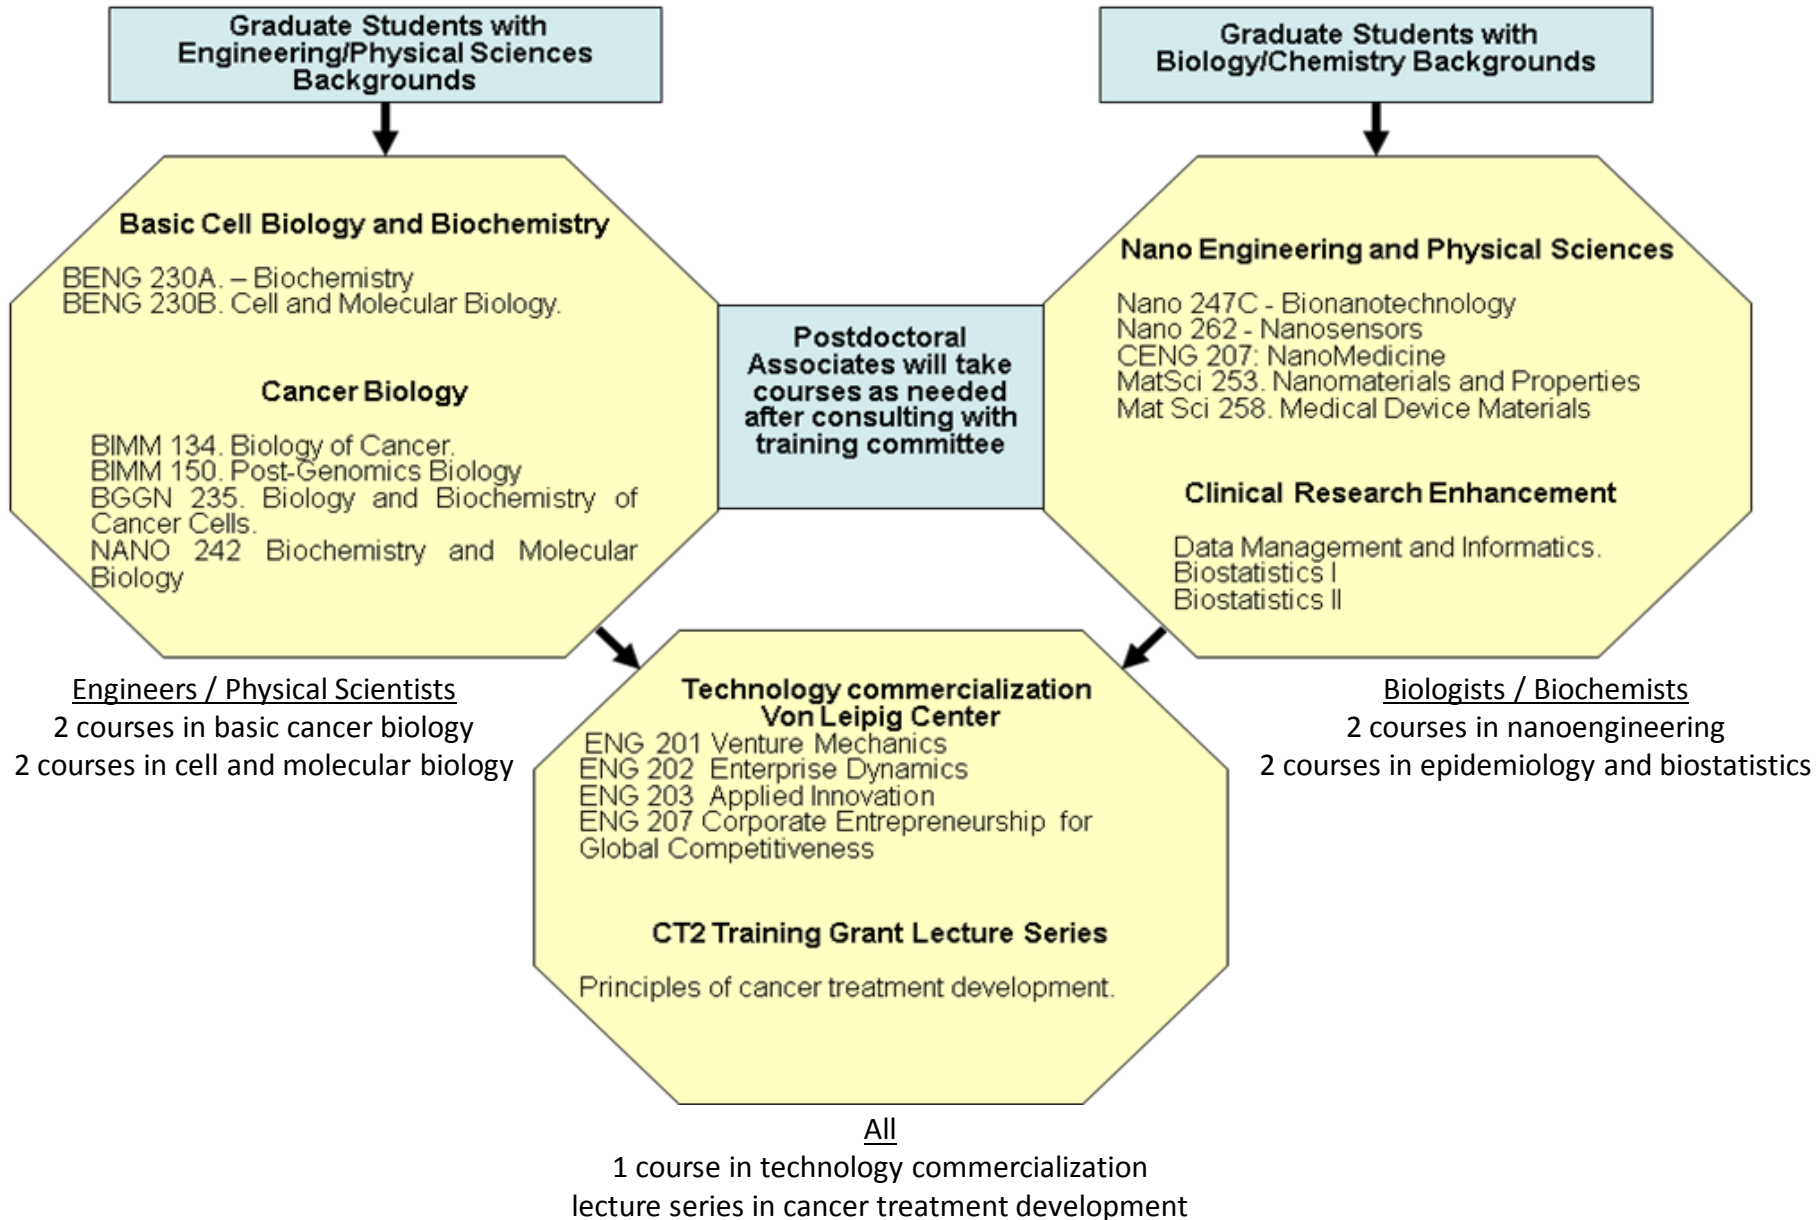 Graduate Students with
Engineering/Physical Sciences
Backgrounds
Graduate Students with
Biology/Chemistry Backgrounds
Basic Cell Biology and Biochemistry
BENG 230A. – Biochemistry
BENG 230B. Cell and Molecular Biology.
Cancer Biology
BIMM 134. Biology of Cancer.
BIMM 150. Post-Genomics Biology
BGGN 235. Biology and Biochemistry of
Cancer Cells.
NANO 242 Biochemistry and Molecular
Biology
Postdoctoral
Associates will take
courses as needed
after consulting with
training committee
Nano Engineering and Physical Sciences
Nano 247C - Bionanotechnology
Nano 262 - Nanosensors
CENG 207: NanoMedicine
MatSci 253. Nanomaterials and Properties
Mat Sci 258. Medical Device Materials
Clinical Research Enhancement
Data Management and Informatics.
Biostatistics I
Biostatistics II
Engineers / Physical Scientists
2 courses in basic cancer biology
2 courses in cell and molecular biology
Technology commercialization
Von Leipig Center
ENG 201 Venture Mechanics
ENG 202 Enterprise Dynamics
ENG 203 Applied Innovation
ENG 207 Corporate Entrepreneurship for
Global Competitiveness
CT2 Training Grant Lecture Series
Principles of cancer treatment development.
Biologists / Biochemists
2 courses in nanoengineering
2 courses in epidemiology and biostatistics
All
1 course in technology commercialization
lecture series in cancer treatment development